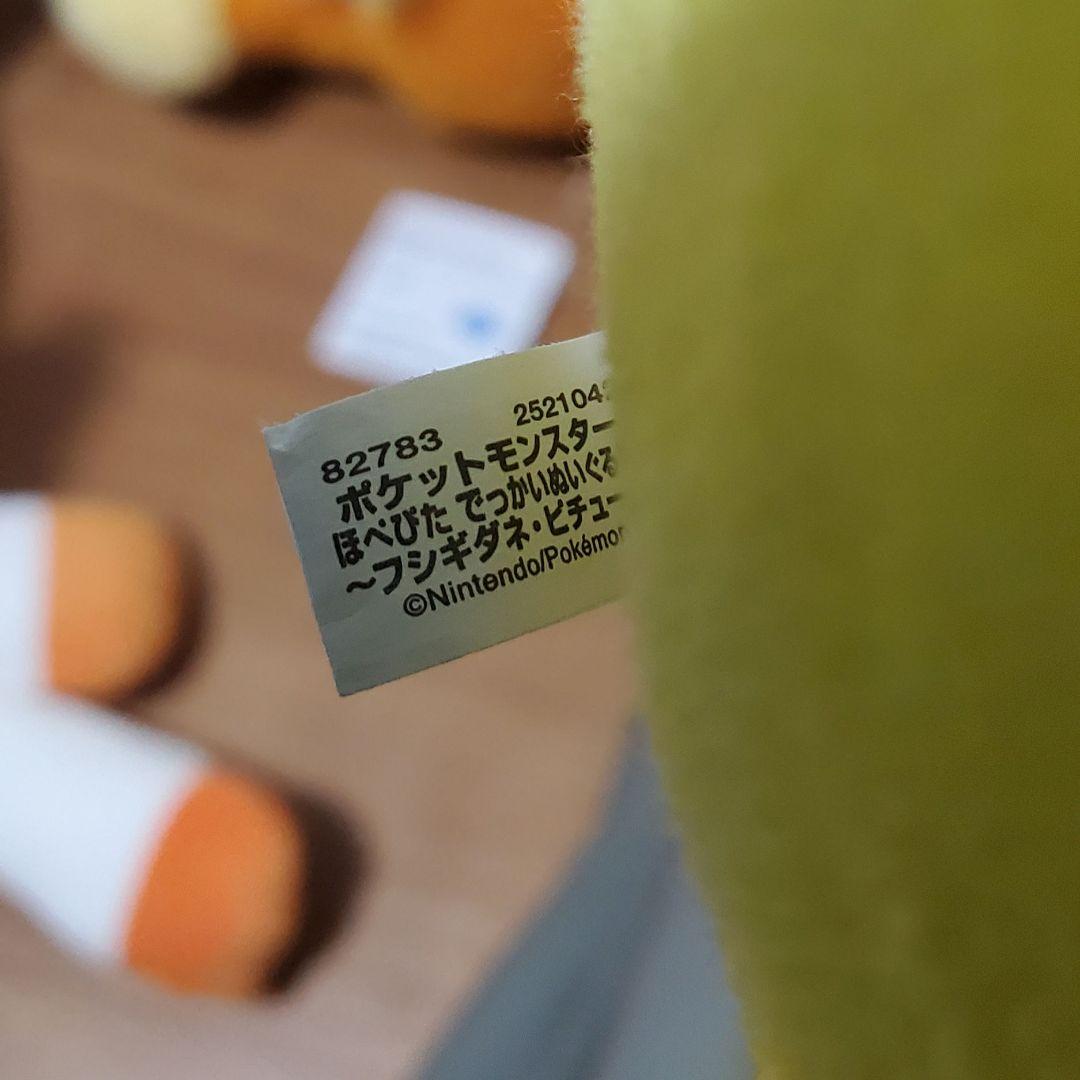 82783 252104
ポケットモンスター
ほぺぴた でっかいぬいぐる
～フシギダネ・ピチュー
©Nintendo/Pokémon